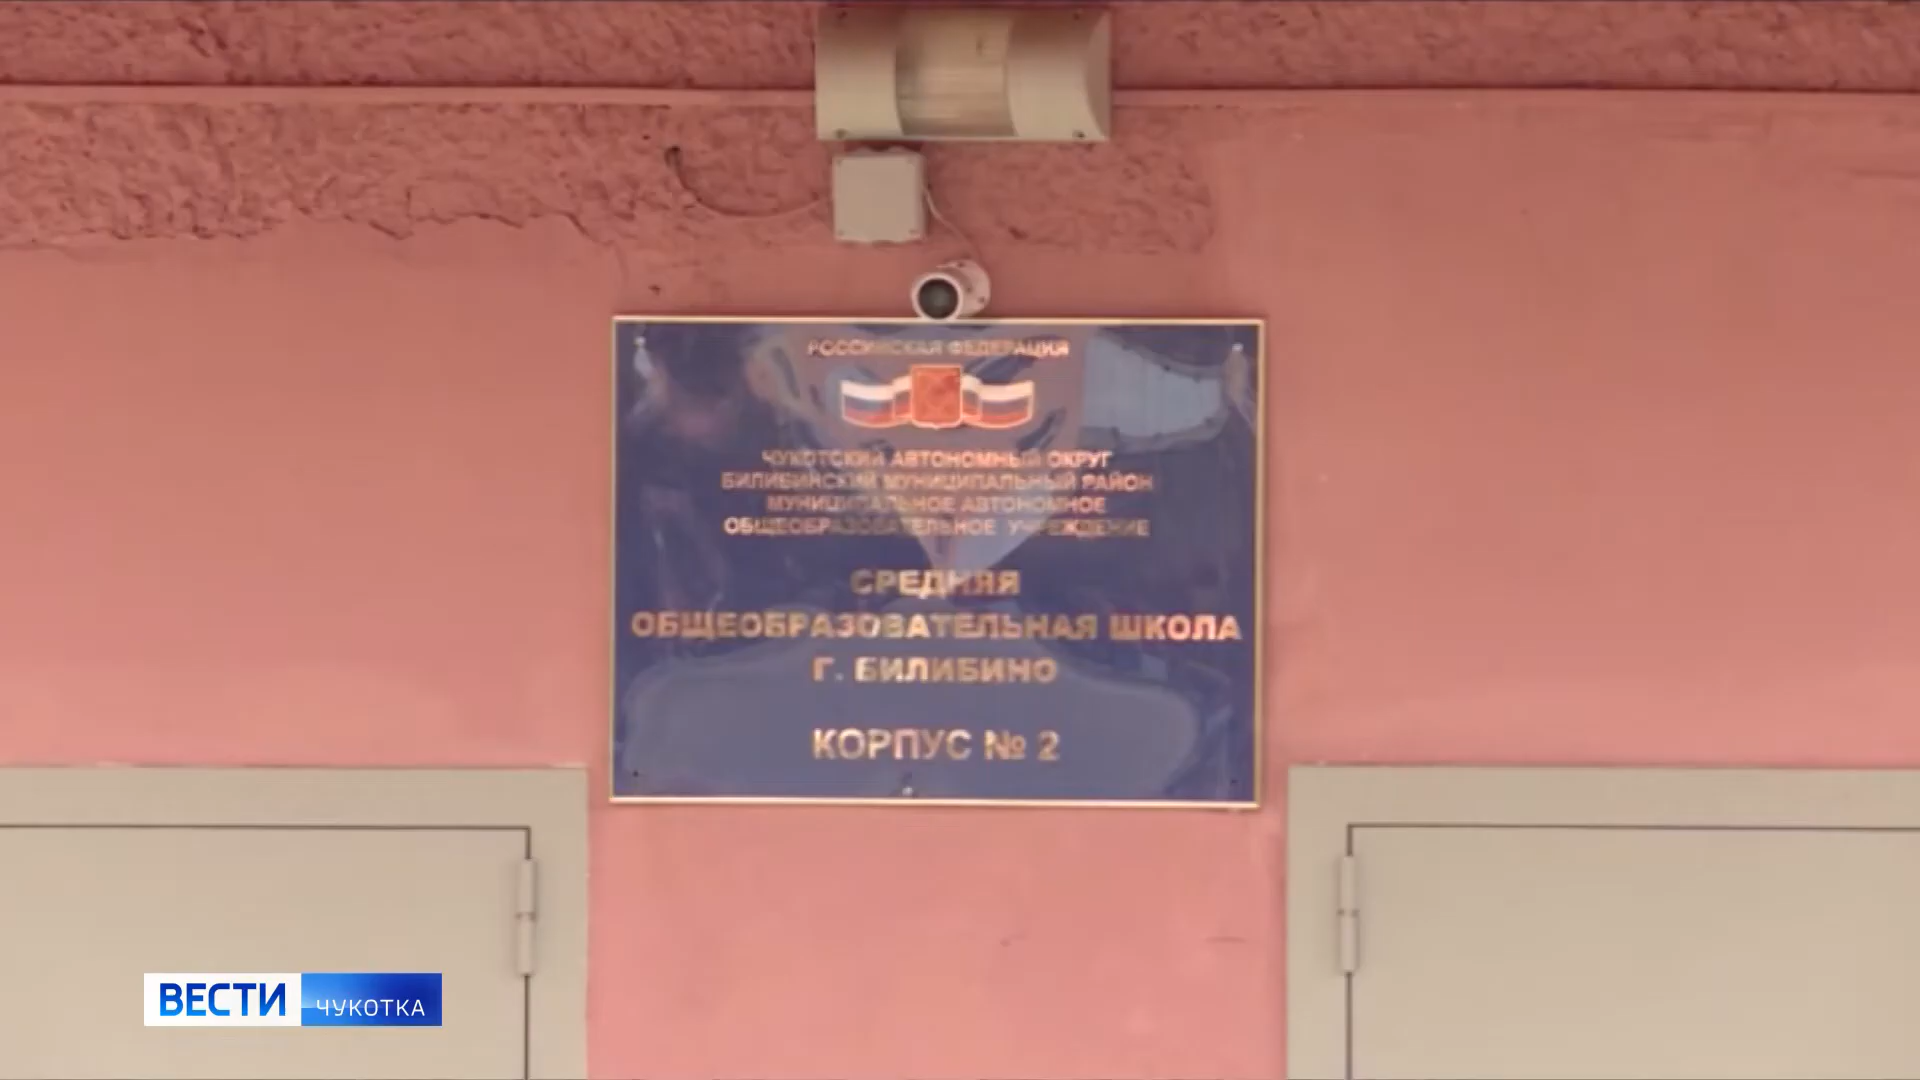 РОССИЙСКАЯ ФЕДЕРАЦИЯ
ЧУКОТСКИЙ АВТОНОМНЫЙ ОКРУГ
БИЛИБИНСКИЙ МУНИЦИПАЛЬНЫЙ РАЙОН
МУНИЦИПАЛЬНОЕ АВТОНОМНОЕ
ОБЩЕОБРАЗОВАТЕЛЬНОЕ УЧРЕЖДЕНИЕ
СРЕДНЯЯ
ОБЩЕОБРАЗОВАТЕЛЬНАЯ ШКОЛА
Г. БИЛИБИНО
КОРПУС № 2
ВЕСТИ ЧУКОТКА